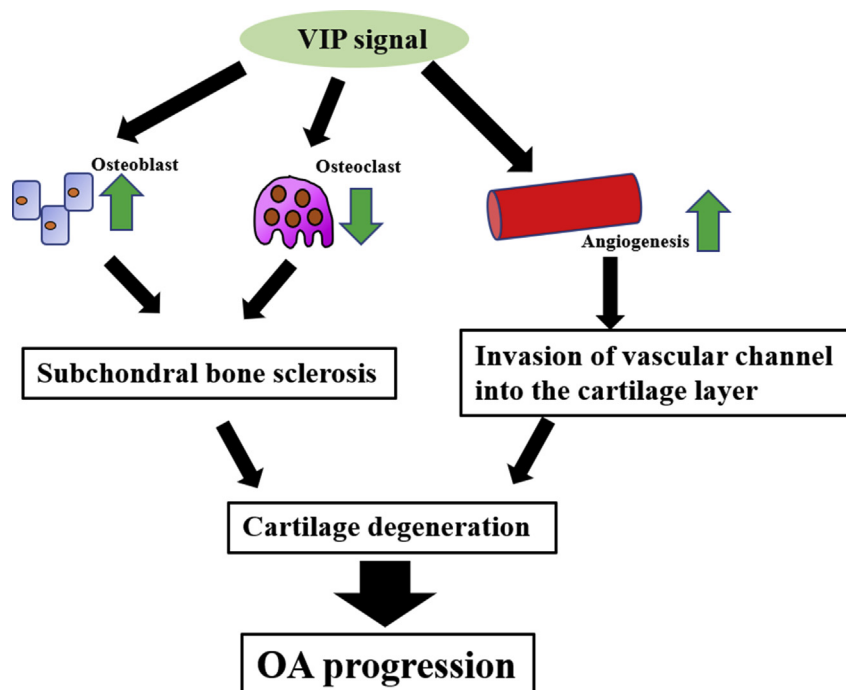 VIP signal
Osteoblast
Osteoclast
Angiogenesis
Subchondral bone sclerosis
Invasion of vascular channel
into the cartilage layer
Cartilage degeneration
OA progression